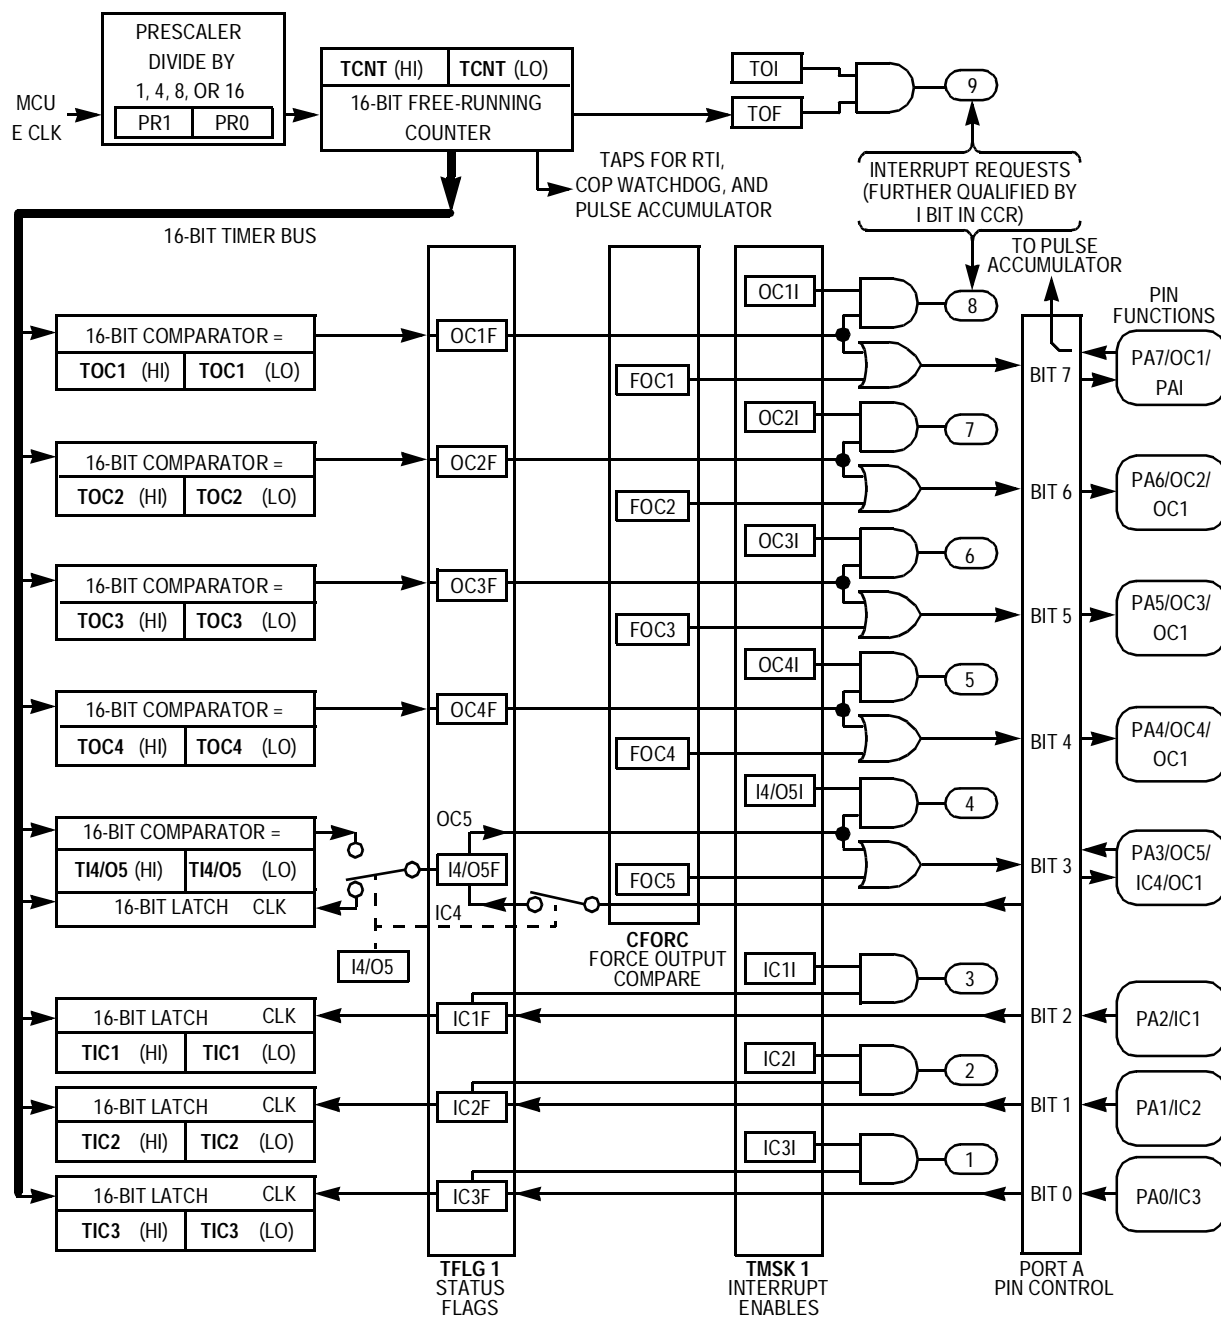 PRESCALER
DIVIDE BY
1, 4, 8, OR 16
PR1 PR0
MCU
E CLK
TCNT (HI) TCNT (LO)
16-BIT FREE-RUNNING
COUNTER
TOI
TOF
9
TAPS FOR RTI,
COP WATCHDOG, AND
PULSE ACCUMULATOR
INTERRUPT REQUESTS
(FURTHER QUALIFIED BY
I BIT IN CCR)
16-BIT TIMER BUS
TO PULSE
ACCUMULATOR
PIN
FUNCTIONS
OC1I
8
16-BIT COMPARATOR =
TOC1 (HI) TOC1 (LO)
OC1F
FOC1
BIT 7
PA7/OC1/
PAI
OC2I
7
16-BIT COMPARATOR =
TOC2 (HI) TOC2 (LO)
OC2F
FOC2
BIT 6
PA6/OC2/
OC1
OC3I
6
16-BIT COMPARATOR =
TOC3 (HI) TOC3 (LO)
OC3F
FOC3
BIT 5
PA5/OC3/
OC1
OC4I
5
16-BIT COMPARATOR =
TOC4 (HI) TOC4 (LO)
OC4F
FOC4
BIT 4
PA4/OC4/
OC1
I4/O5I
4
16-BIT COMPARATOR =
TI4/O5 (HI) TI4/O5 (LO)
16-BIT LATCH CLK
OC5
I4/O5F
IC4
FOC5
BIT 3
PA3/OC5/
IC4/OC1
I4/O5
CFORC
FORCE OUTPUT
COMPARE
IC1I
3
16-BIT LATCH CLK
TIC1 (HI) TIC1 (LO)
IC1F
BIT 2
PA2/IC1
IC2I
2
16-BIT LATCH CLK
TIC2 (HI) TIC2 (LO)
IC2F
BIT 1
PA1/IC2
IC3I
1
16-BIT LATCH CLK
TIC3 (HI) TIC3 (LO)
IC3F
BIT 0
PA0/IC3
TFLG 1
STATUS
FLAGS
TMSK 1
INTERRUPT
ENABLES
PORT A
PIN CONTROL